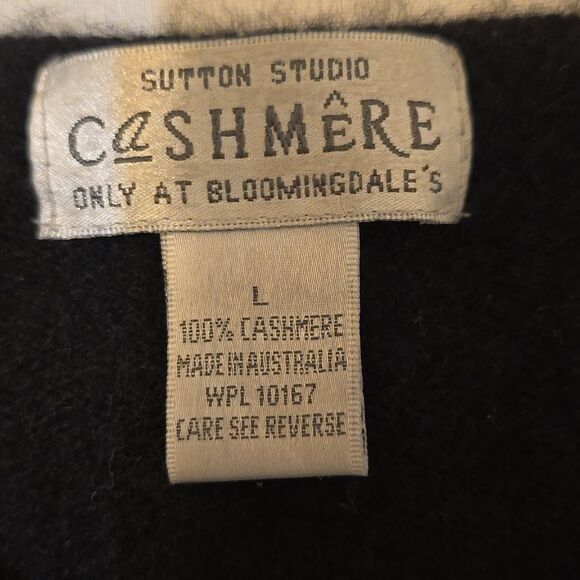 SUTTON STUDIO
CaSHMÊRE
ONLY AT BLOOMINGDALE'S
L
100% CASHMERE
MADE IN AUSTRALIA
WPL 10167
CARE SEE REVERSE